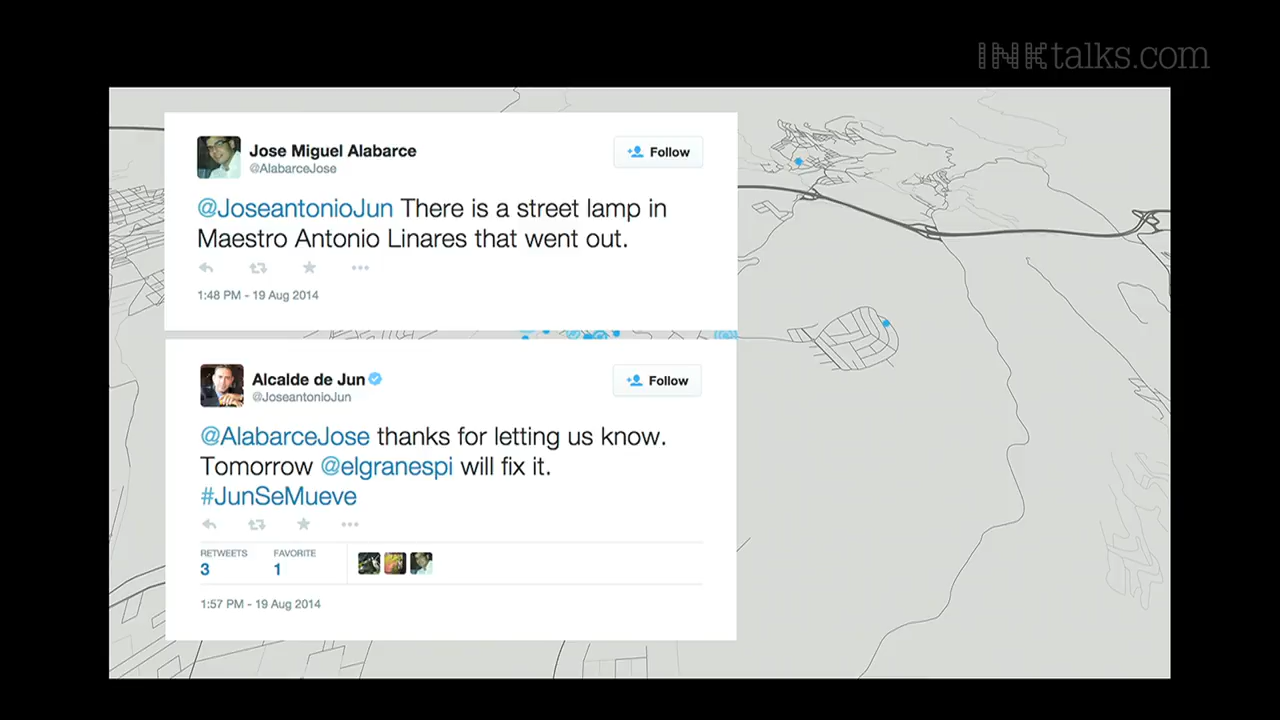 INKtalks.com
Jose Miguel Alabarce
@AlabarceJose
Follow
@JoseantonioJun There is a street lamp in
Maestro Antonio Linares that went out.
1:48 PM - 19 Aug 2014
Alcalde de Jun
@JoseantonioJun
Follow
@AlabarceJose thanks for letting us know.
Tomorrow @elgranespi will fix it.
#JunSeMueve
RETWEETS FAVORITE
3 1
1:57 PM - 19 Aug 2014